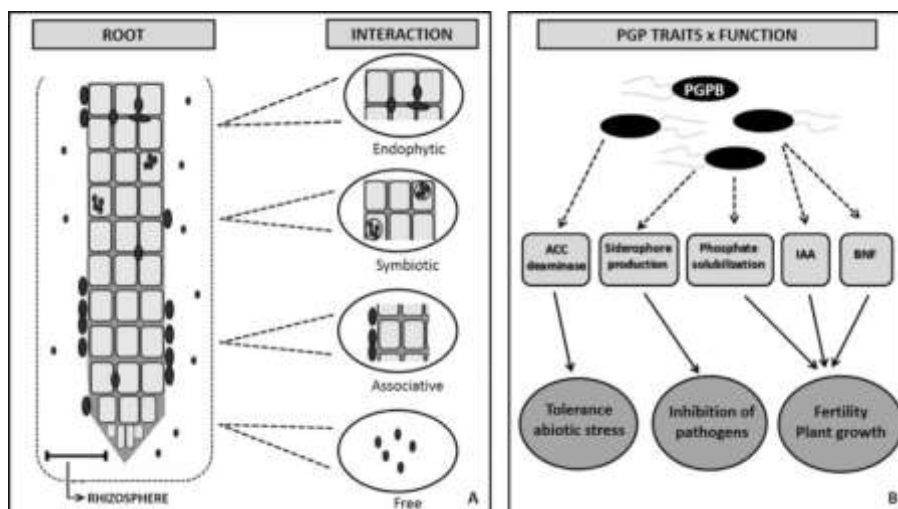 ROOT
INTERACTION
Endophytic
Symbiotic
Associative
Free
RHIZOSPHERE
A
PGP TRAITS x FUNCTION
PGPB
ACC
deaminase
Siderophore
production
Phosphate
solubilization
IAA
BNF
Tolerance
abiotic stress
Inhibition of
pathogens
Fertility
Plant growth
B